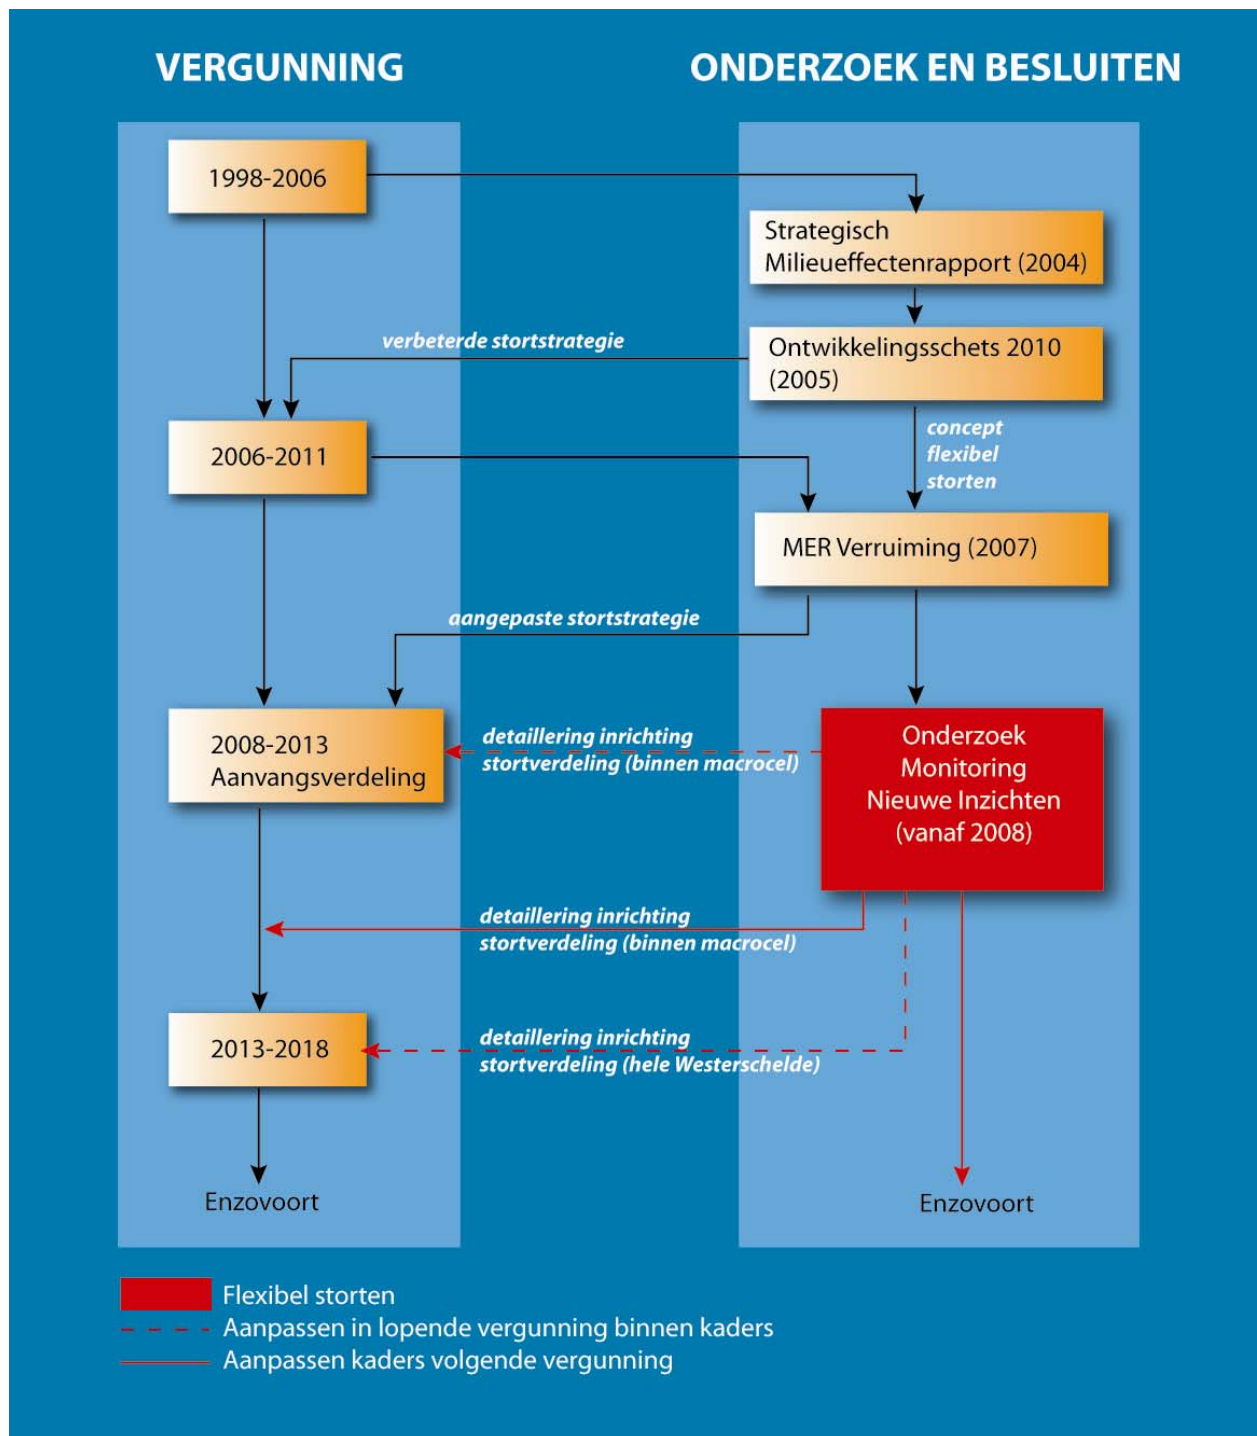 VERGUNNING
ONDERZOEK EN BESLUITEN
1998-2006
Strategisch
Milieueffectenrapport (2004)
verbeterde stortstrategie
Ontwikkelingsschets 2010
(2005)
concept
flexibel
storten
2006-2011
MER Verruiming (2007)
aangepaste stortstrategie
2008-2013
Aanvangsverdeling
detaillering inrichting
stortverdeling (binnen macrocel)
Onderzoek
Monitoring
Nieuwe Inzichten
(vanaf 2008)
detaillering inrichting
stortverdeling (binnen macrocel)
2013-2018
detaillering inrichting
stortverdeling (hele Westerschelde)
Enzovoort
Enzovoort
Flexibel storten
Aanpassen in lopende vergunning binnen kaders
Aanpassen kaders volgende vergunning